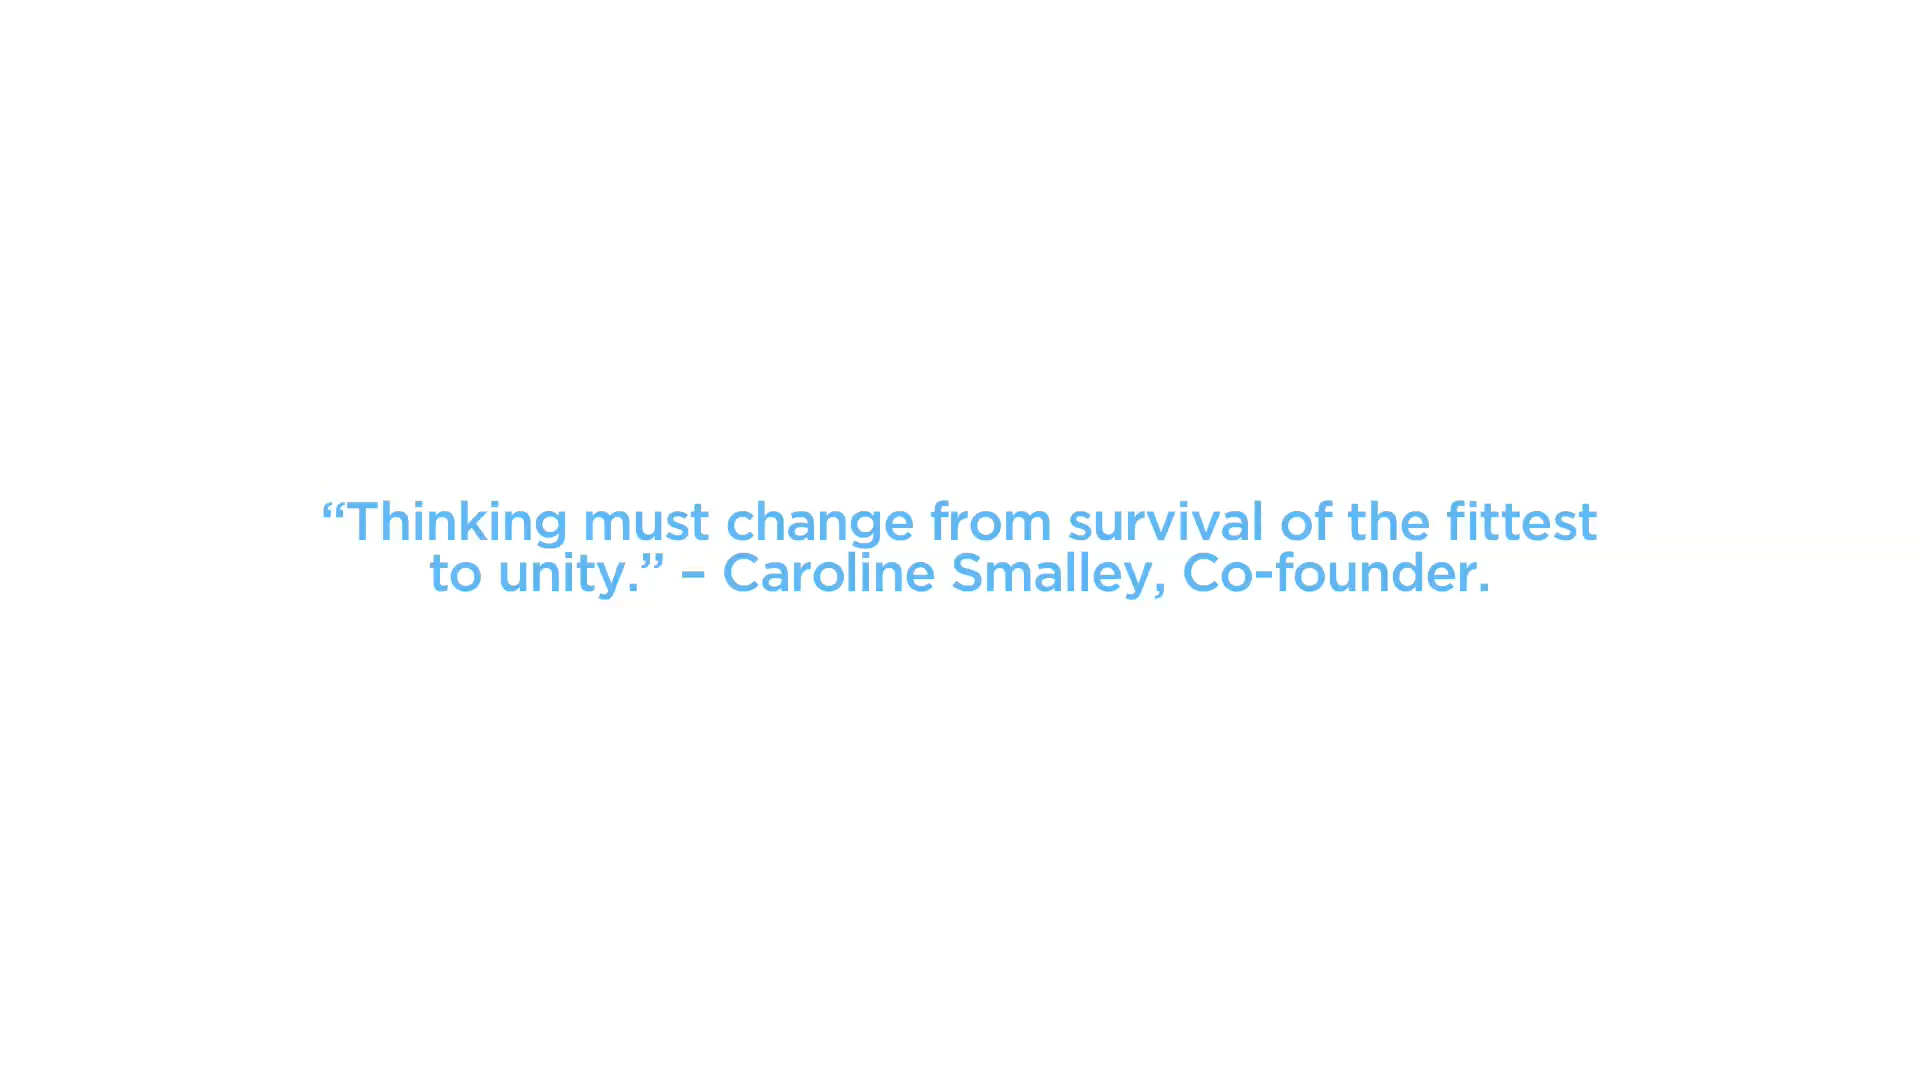 “Thinking must change from survival of the fittest
to unity.” – Caroline Smalley, Co-founder.